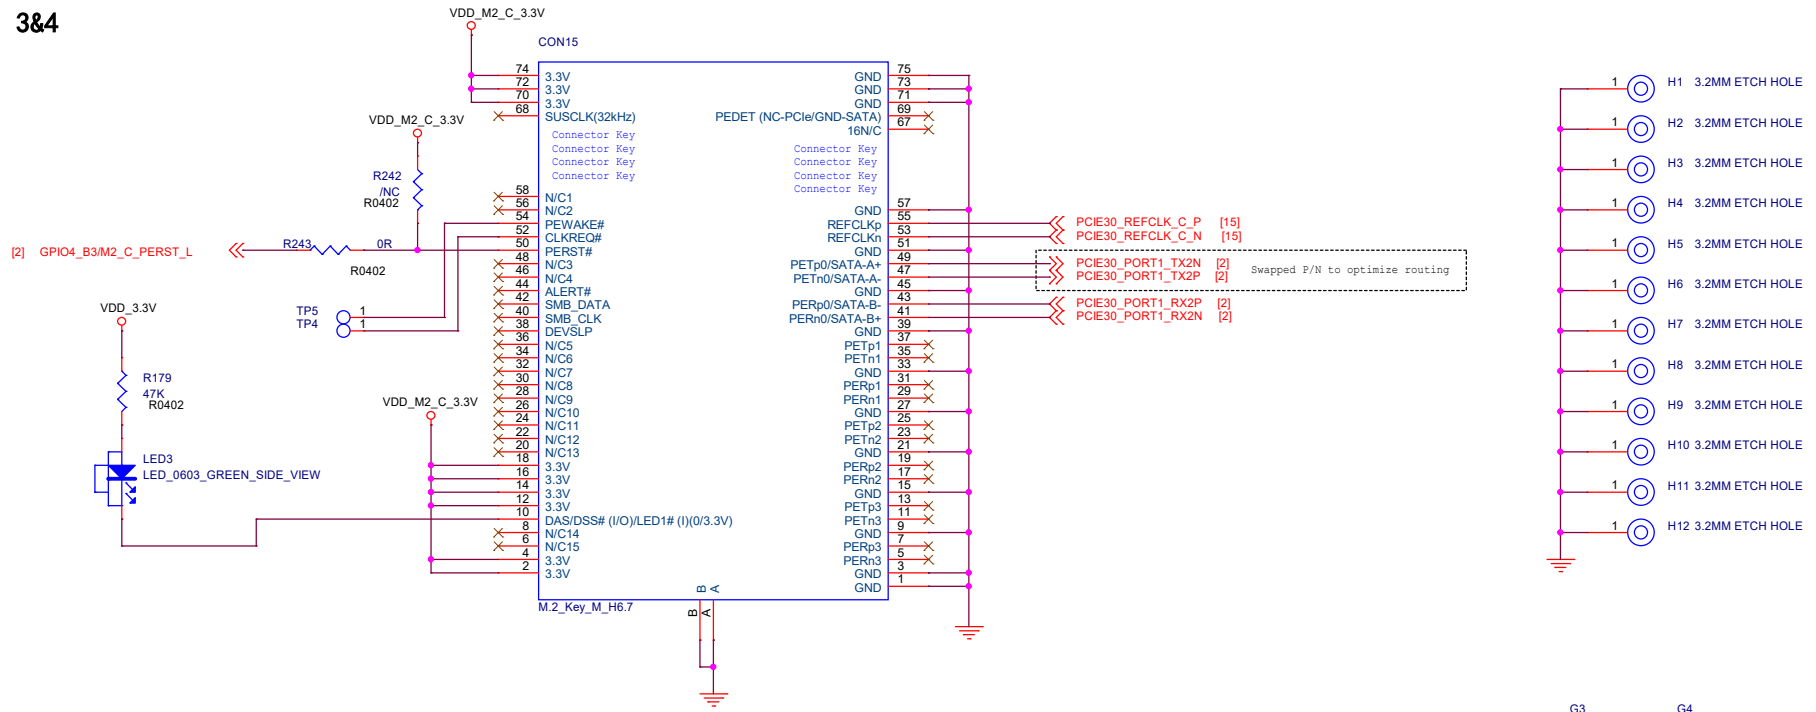 3&4
VDD_M2_C_3.3V
CON15
74 3.3V
72 3.3V
70 3.3V
68 SUSCLK(32kHz)
Connector Key
Connector Key
Connector Key
Connector Key
58 N/C1
56 N/C2
54 PEWAKE#
52 CLKREQ#
50 PERST#
48 N/C3
46 N/C4
44 ALERT#
42 SMB_DATA
40 SMB_CLK
38 DEVSLP
36 N/C5
34 N/C6
32 N/C7
30 N/C8
28 N/C9
26 N/C10
24 N/C11
22 N/C12
20 N/C13
18 3.3V
16 3.3V
14 3.3V
12 3.3V
10 DAS/DSS# (I/O)/LED1# (I)(0/3.3V)
8 N/C14
6 N/C15
4 3.3V
2 3.3V
GND 75
GND 73
GND 71
PEDET (NC-PCIe/GND-SATA) 69
16N/C 67
Connector Key
Connector Key
Connector Key
Connector Key
GND 57
REFCLKp 55
REFCLKn 53
GND 51
PETp0/SATA-A+ 49
PETn0/SATA-A- 47
GND 45
PERp0/SATA-B- 43
PERn0/SATA-B+ 41
GND 39
PETp1 37
PETn1 35
GND 33
PERp1 31
PERn1 29
GND 27
PETp2 25
PETn2 23
GND 21
PERp2 19
PERn2 17
GND 15
PETp3 13
PETn3 11
GND 9
PERp3 7
PERn3 5
GND 3
GND 1
B A
B A
M.2_Key_M_H6.7
VDD_M2_C_3.3V
R242
/NC
R0402
[2] GPIO4_B3/M2_C_PERST_L
R243 0R
R0402
TP5 1
TP4 1
VDD_3.3V
R179
47K
R0402
LED3
LED_0603_GREEN_SIDE_VIEW
VDD_M2_C_3.3V
PCIE30_REFCLK_C_P [15]
PCIE30_REFCLK_C_N [15]
PCIE30_PORT1_TX2N [2]
PCIE30_PORT1_TX2P [2]
Swapped P/N to optimize routing
PCIE30_PORT1_RX2P [2]
PCIE30_PORT1_RX2N [2]
1 H1 3.2MM ETCH HOLE
1 H2 3.2MM ETCH HOLE
1 H3 3.2MM ETCH HOLE
1 H4 3.2MM ETCH HOLE
1 H5 3.2MM ETCH HOLE
1 H6 3.2MM ETCH HOLE
1 H7 3.2MM ETCH HOLE
1 H8 3.2MM ETCH HOLE
1 H9 3.2MM ETCH HOLE
1 H10 3.2MM ETCH HOLE
1 H11 3.2MM ETCH HOLE
1 H12 3.2MM ETCH HOLE
G3 G4